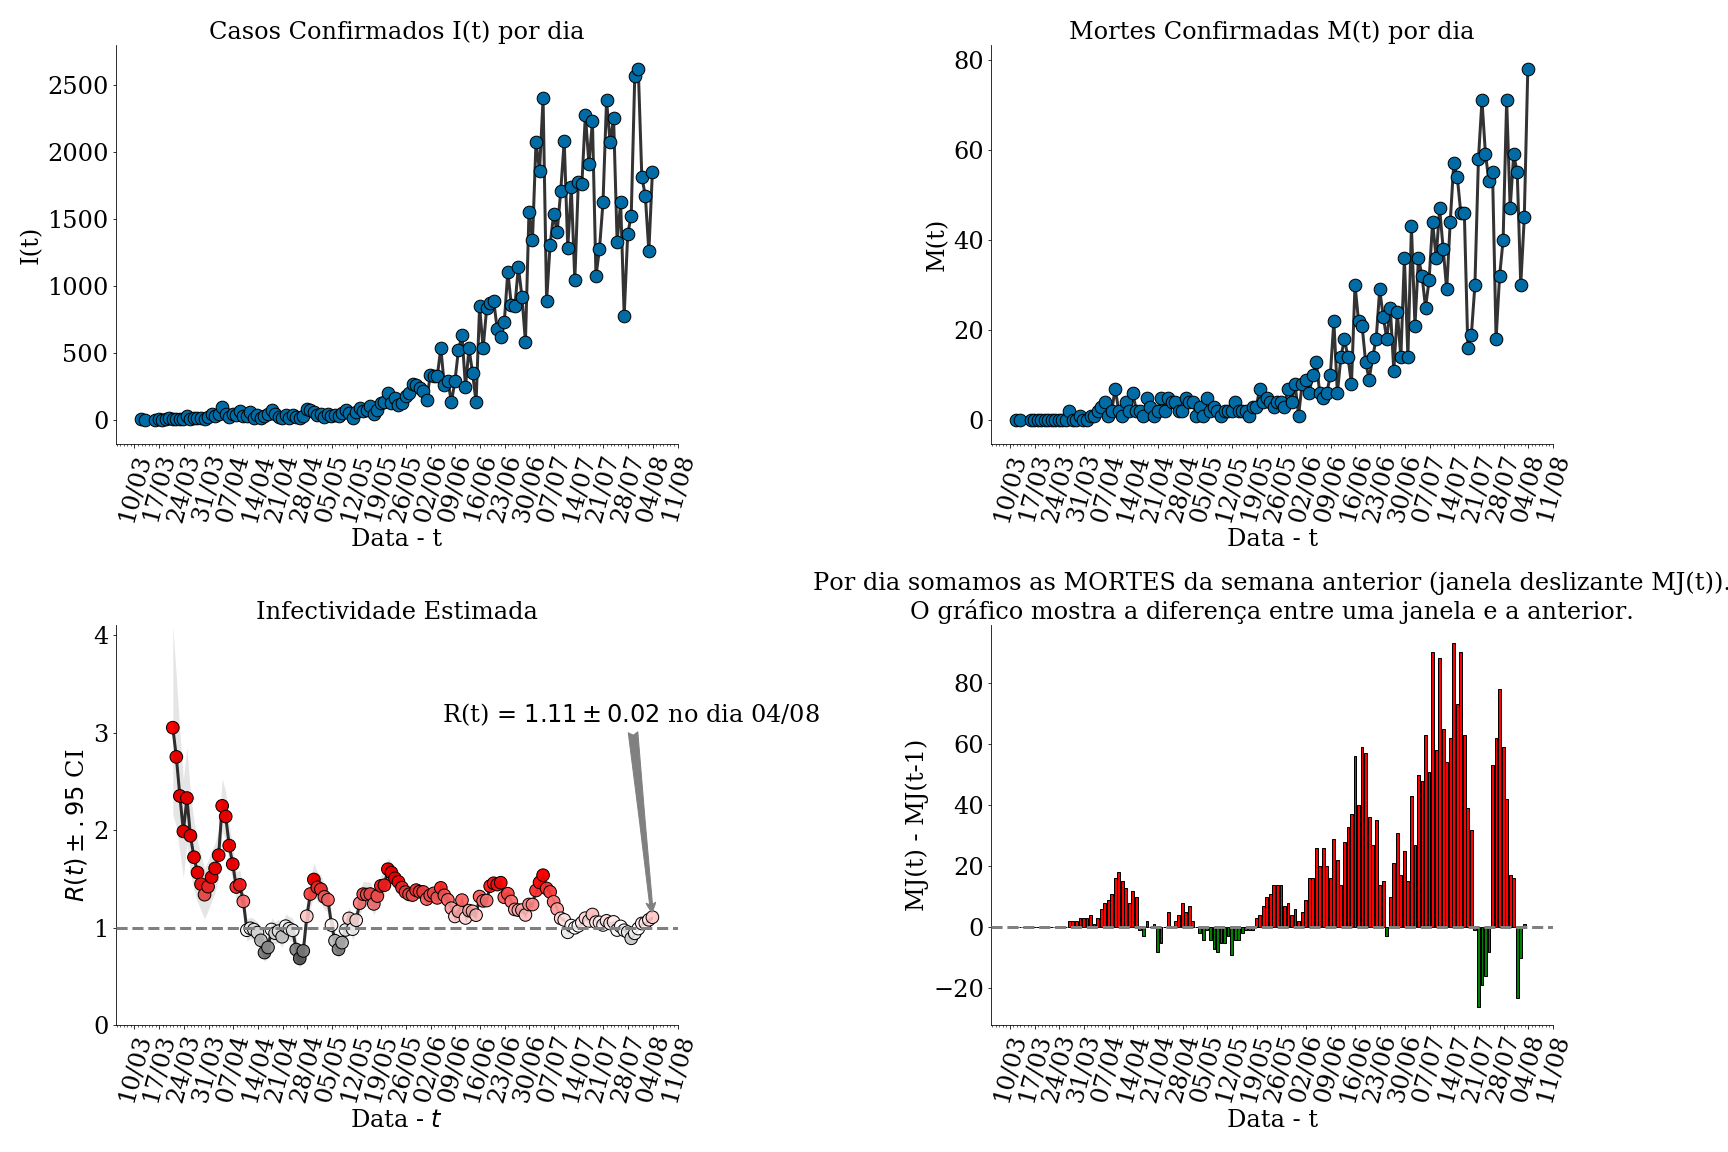 Casos Confirmados I(t) por dia
I(t)
2500
2000
1500
1000
500
0
10/03 17/03 24/03 31/03 07/04 14/04 21/04 28/04 05/05 12/05 19/05 26/05 02/06 09/06 16/06 23/06 30/06 07/07 14/07 21/07 28/07 04/08 11/08
Data - t
Mortes Confirmadas M(t) por dia
M(t)
80
60
40
20
0
10/03 17/03 24/03 31/03 07/04 14/04 21/04 28/04 05/05 12/05 19/05 26/05 02/06 09/06 16/06 23/06 30/06 07/07 14/07 21/07 28/07 04/08 11/08
Data - t
Infectividade Estimada
R(t) ± .95 CI
4
3
2
1
0
R(t) = 1.11 ± 0.02 no dia 04/08
10/03 17/03 24/03 31/03 07/04 14/04 21/04 28/04 05/05 12/05 19/05 26/05 02/06 09/06 16/06 23/06 30/06 07/07 14/07 21/07 28/07 04/08 11/08
Data - t
Por dia somamos as MORTES da semana anterior (janela deslizante MJ(t)).
O gráfico mostra a diferença entre uma janela e a anterior.
MJ(t) - MJ(t-1)
80
60
40
20
0
−20
10/03 17/03 24/03 31/03 07/04 14/04 21/04 28/04 05/05 12/05 19/05 26/05 02/06 09/06 16/06 23/06 30/06 07/07 14/07 21/07 28/07 04/08 11/08
Data - t